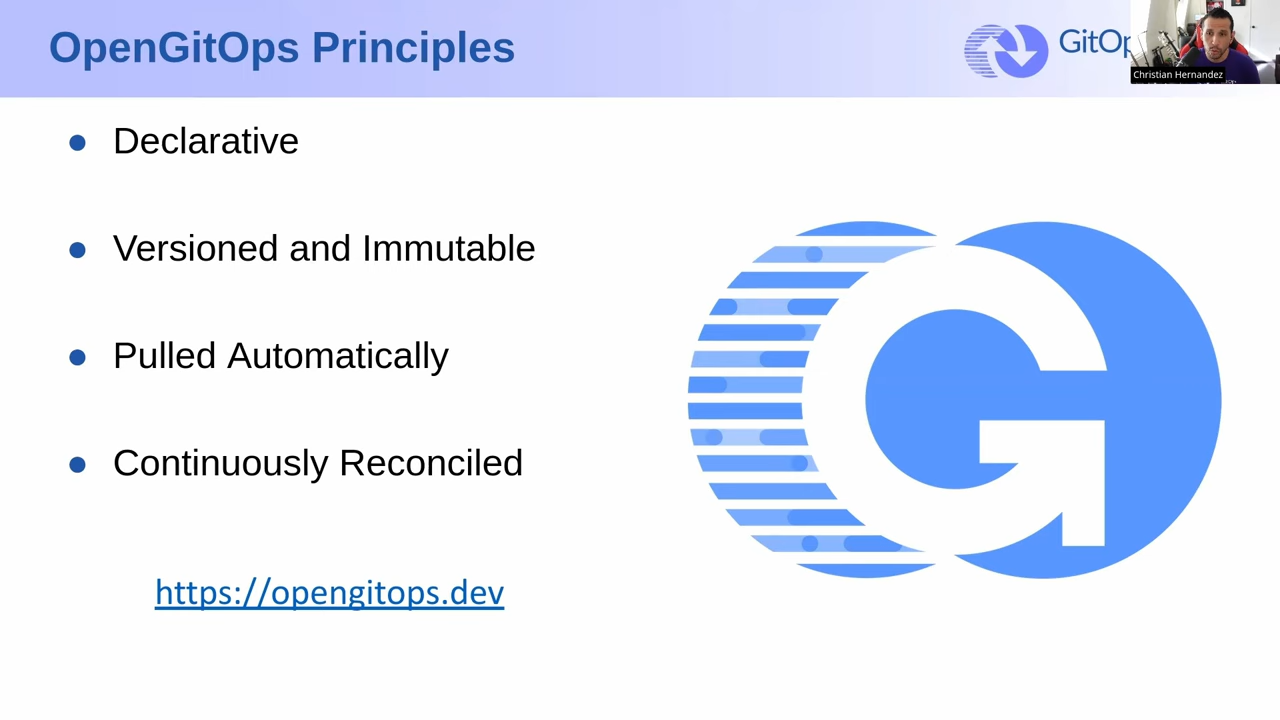 OpenGitOps Principles
GitOp
Christian Hernandez
Declarative
Versioned and Immutable
Pulled Automatically
Continuously Reconciled
https://opengitops.dev